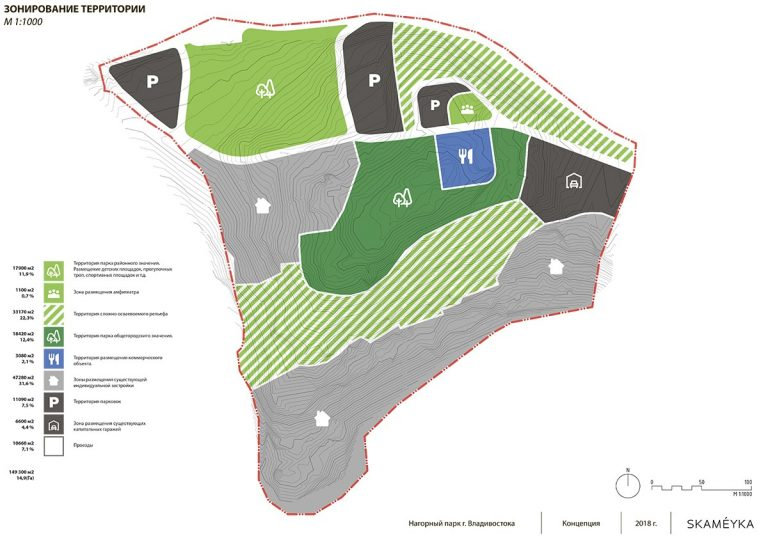 ЗОНИРОВАНИЕ ТЕРРИТОРИИ
М 1:1000
P
P
P
17900 м2
11,9 %
Территория парка районного значения.
Размещение детских площадок, прогулочных
троп, спортивных площадок и т.д.
1100 м2
0,7 %
Зона размещения амфитеатра
33170 м2
22,3%
Территория сложно осваеваемого рельефа
18420 м2
12,4%
Территория парка общегородского значения.
3080 м2
2,1 %
Территория размещения коммерческого
объекта.
47280 м2
31,6 %
Зоны размещения существующей
индивидуальной застройки
11090 м2
7,5 %
P
Территория парковок
6600 м2
4,4 %
Зона размещения существующих
капитальных гаражей
10660 м2
7,1 %
Проезды
149 300 м2
14,9(Га)
N
0 50 100
М 1:1000
Нагорный парк г. Владивостока
Концепция
2018 г.
SKAMÉYKA